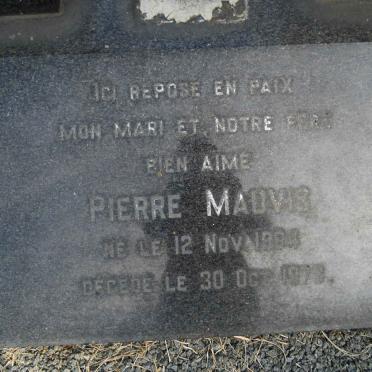 ICI REPOSE EN PAIX
MON MARI ET NOTRE PERE
BIEN AIME
PIERRE MAUVIS
NE LE 12 NOV.
DECEDE LE 30 OCT